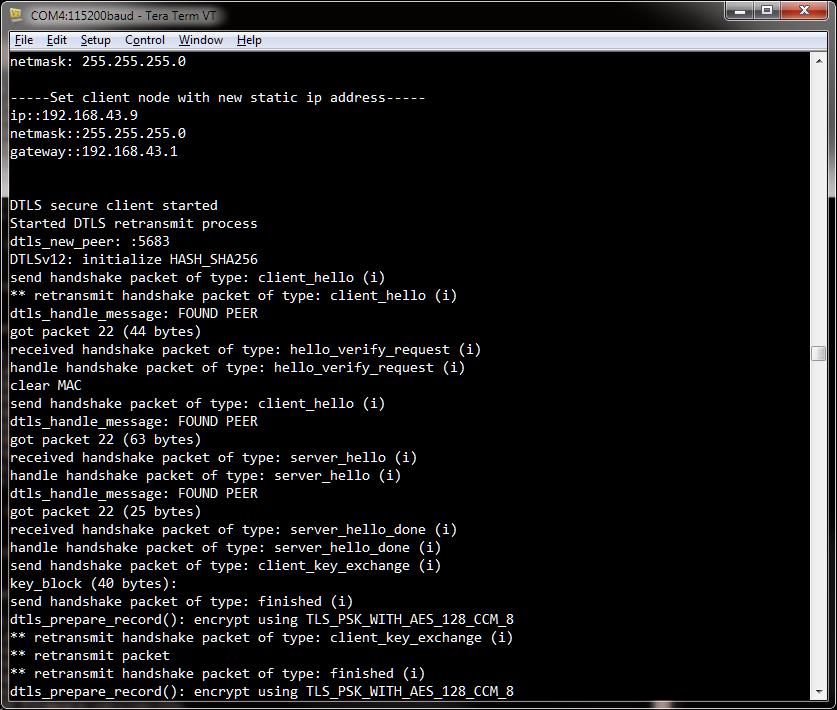 COM4:115200baud - Tera Term VT
File Edit Setup Control Window Help
netmask: 255.255.255.0
-----Set client node with new static ip address-----
ip::192.168.43.9
netmask::255.255.255.0
gateway::192.168.43.1
DTLS secure client started
Started DTLS retransmit process
dtls_new_peer: :5683
DTLSv12: initialize HASH_SHA256
send handshake packet of type: client_hello (i)
** retransmit handshake packet of type: client_hello (i)
dtls_handle_message: FOUND PEER
got packet 22 (44 bytes)
received handshake packet of type: hello_verify_request (i)
handle handshake packet of type: hello_verify_request (i)
clear MAC
send handshake packet of type: client_hello (i)
dtls_handle_message: FOUND PEER
got packet 22 (63 bytes)
received handshake packet of type: server_hello (i)
handle handshake packet of type: server_hello (i)
dtls_handle_message: FOUND PEER
got packet 22 (25 bytes)
received handshake packet of type: server_hello_done (i)
handle handshake packet of type: server_hello_done (i)
send handshake packet of type: client_key_exchange (i)
key_block (40 bytes):
send handshake packet of type: finished (i)
dtls_prepare_record(): encrypt using TLS_PSK_WITH_AES_128_CCM_8
** retransmit handshake packet of type: client_key_exchange (i)
** retransmit packet
** retransmit handshake packet of type: finished (i)
dtls_prepare_record(): encrypt using TLS_PSK_WITH_AES_128_CCM_8